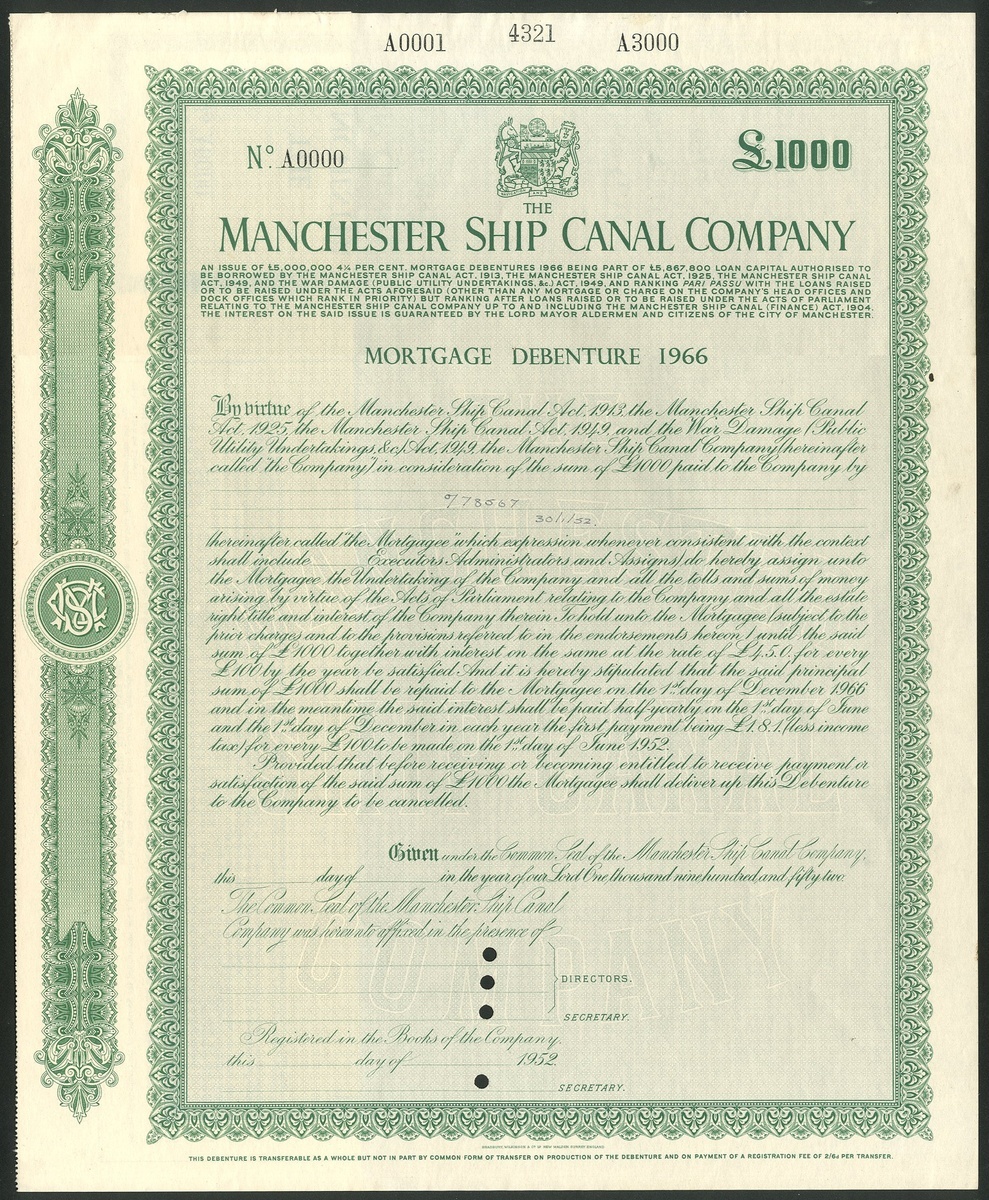 A0001 4321 A3000
Nº. A0000 £1000
THE
MANCHESTER SHIP CANAL COMPANY
AN ISSUE OF £5,000,000 4¼ PER CENT. MORTGAGE DEBENTURES 1966 BEING PART OF £5,867,800 LOAN CAPITAL AUTHORISED TO
BE BORROWED BY THE MANCHESTER SHIP CANAL ACT, 1913, THE MANCHESTER SHIP CANAL ACT, 1925, THE MANCHESTER SHIP CANAL
ACT, 1949, AND THE WAR DAMAGE (PUBLIC UTILITY UNDERTAKINGS, &c.) ACT, 1949, AND RANKING PARI PASSU WITH THE LOANS RAISED
OR TO BE RAISED UNDER THE ACTS AFORESAID (OTHER THAN ANY MORTGAGE OR CHARGE ON THE COMPANY'S HEAD OFFICES AND
DOCK OFFICES WHICH RANK IN PRIORITY) BUT RANKING AFTER LOANS RAISED OR TO BE RAISED UNDER THE ACTS OF PARLIAMENT
RELATING TO THE MANCHESTER SHIP CANAL COMPANY UP TO AND INCLUDING THE MANCHESTER SHIP CANAL (FINANCE) ACT, 1904.
THE INTEREST ON THE SAID ISSUE IS GUARANTEED BY THE LORD MAYOR ALDERMEN AND CITIZENS OF THE CITY OF MANCHESTER.
MORTGAGE DEBENTURE 1966
By virtue of the Manchester Ship Canal Act, 1913, the Manchester Ship Canal
Act, 1925, the Manchester Ship Canal Act, 1949, and the War Damage (Public
Utility Undertakings, &c.) Act, 1949, the Manchester Ship Canal Company (hereinafter
called "the Company") in consideration of the sum of £1000 paid to the Company by
30/1/52.
(hereinafter called "the Mortgagee" which expression whenever consistent with the context
shall include Executors Administrators and Assigns) do hereby assign unto
the Mortgagee the Undertaking of the Company and all the tolls and sums of money
arising by virtue of the Acts of Parliament relating to the Company and all the estate
right title and interest of the Company therein To hold unto the Mortgagee (subject to the
prior charges and to the provisions referred to in the endorsements hereon) until the said
sum of £1000 together with interest on the same at the rate of £4.5.0. for every
£100 by the year be satisfied And it is hereby stipulated that the said principal
sum of £1000 shall be repaid to the Mortgagee on the 1st day of December 1966
and in the meantime the said interest shall be paid half-yearly on the 1st day of June
and the 1st day of December in each year the first payment being £1.8.1. (less income
tax) for every £100 to be made on the 1st day of June 1952.
Provided that before receiving or becoming entitled to receive payment or
satisfaction of the said sum of £1000 the Mortgagee shall deliver up this Debenture
to the Company to be cancelled.
Given under the Common Seal of the Manchester Ship Canal Company,
this day of in the year of our Lord One thousand nine hundred and fifty two.
The Common Seal of the Manchester Ship Canal
Company was hereunto affixed in the presence of
DIRECTORS.
SECRETARY.
Registered in the Books of the Company,
this day of 1952.
SECRETARY.
THIS DEBENTURE IS TRANSFERABLE AS A WHOLE BUT NOT IN PART BY COMMON FORM OF TRANSFER ON PRODUCTION OF THE DEBENTURE AND ON PAYMENT OF A REGISTRATION FEE OF 2/6d PER TRANSFER.